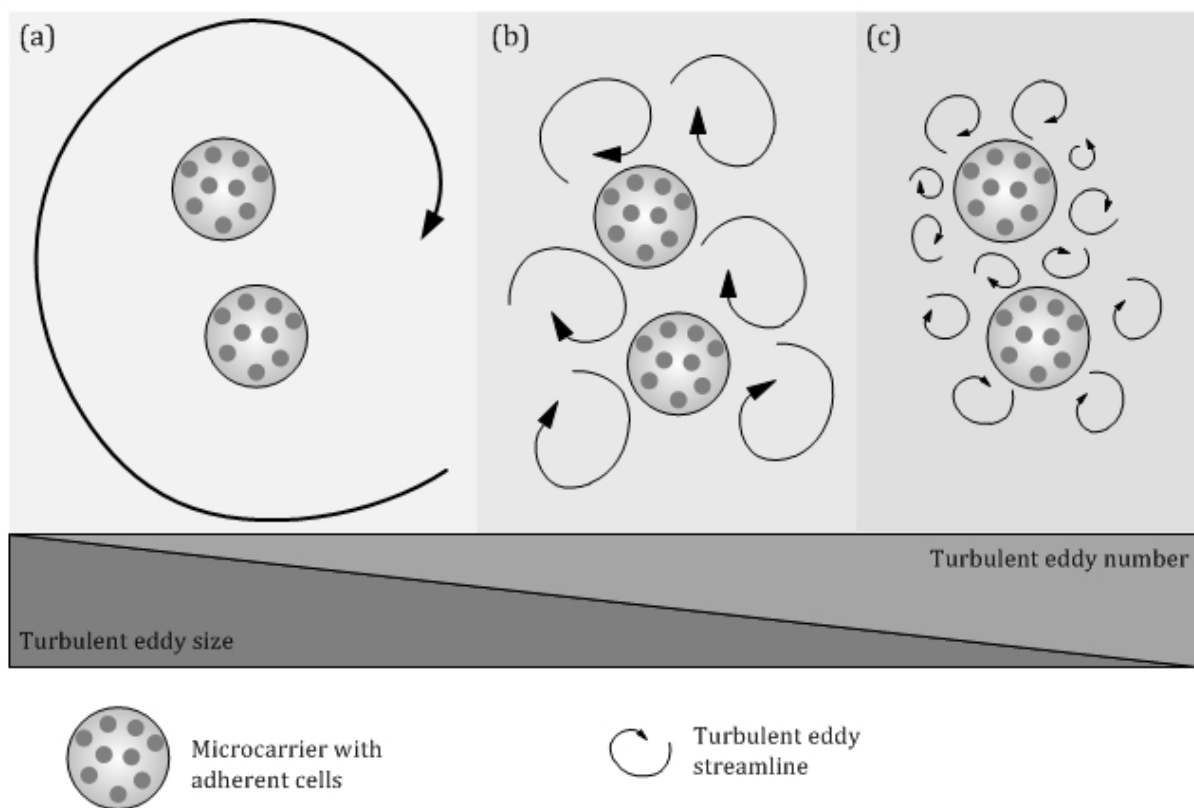 (a)
(b)
(c)
Turbulent eddy number
Turbulent eddy size
Microcarrier with
adherent cells
Turbulent eddy
streamline